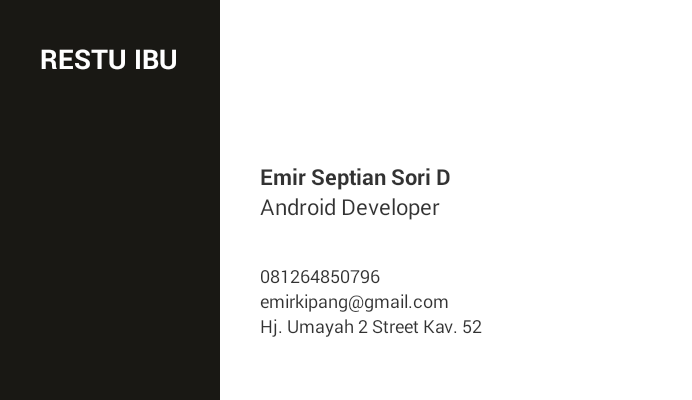 RESTU IBU
Emir Septian Sori D
Android Developer
081264850796
emirkipang@gmail.com
Hj. Umayah 2 Street Kav. 52